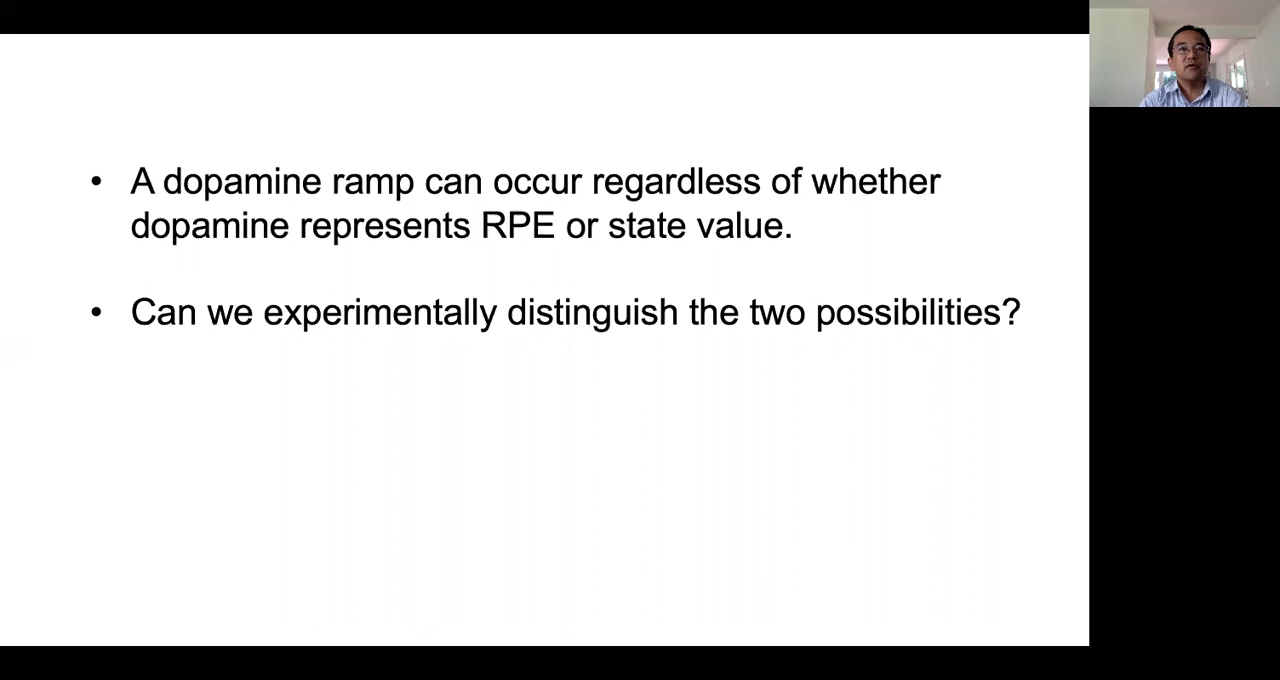 • A dopamine ramp can occur regardless of whether
dopamine represents RPE or state value.
• Can we experimentally distinguish the two possibilities?